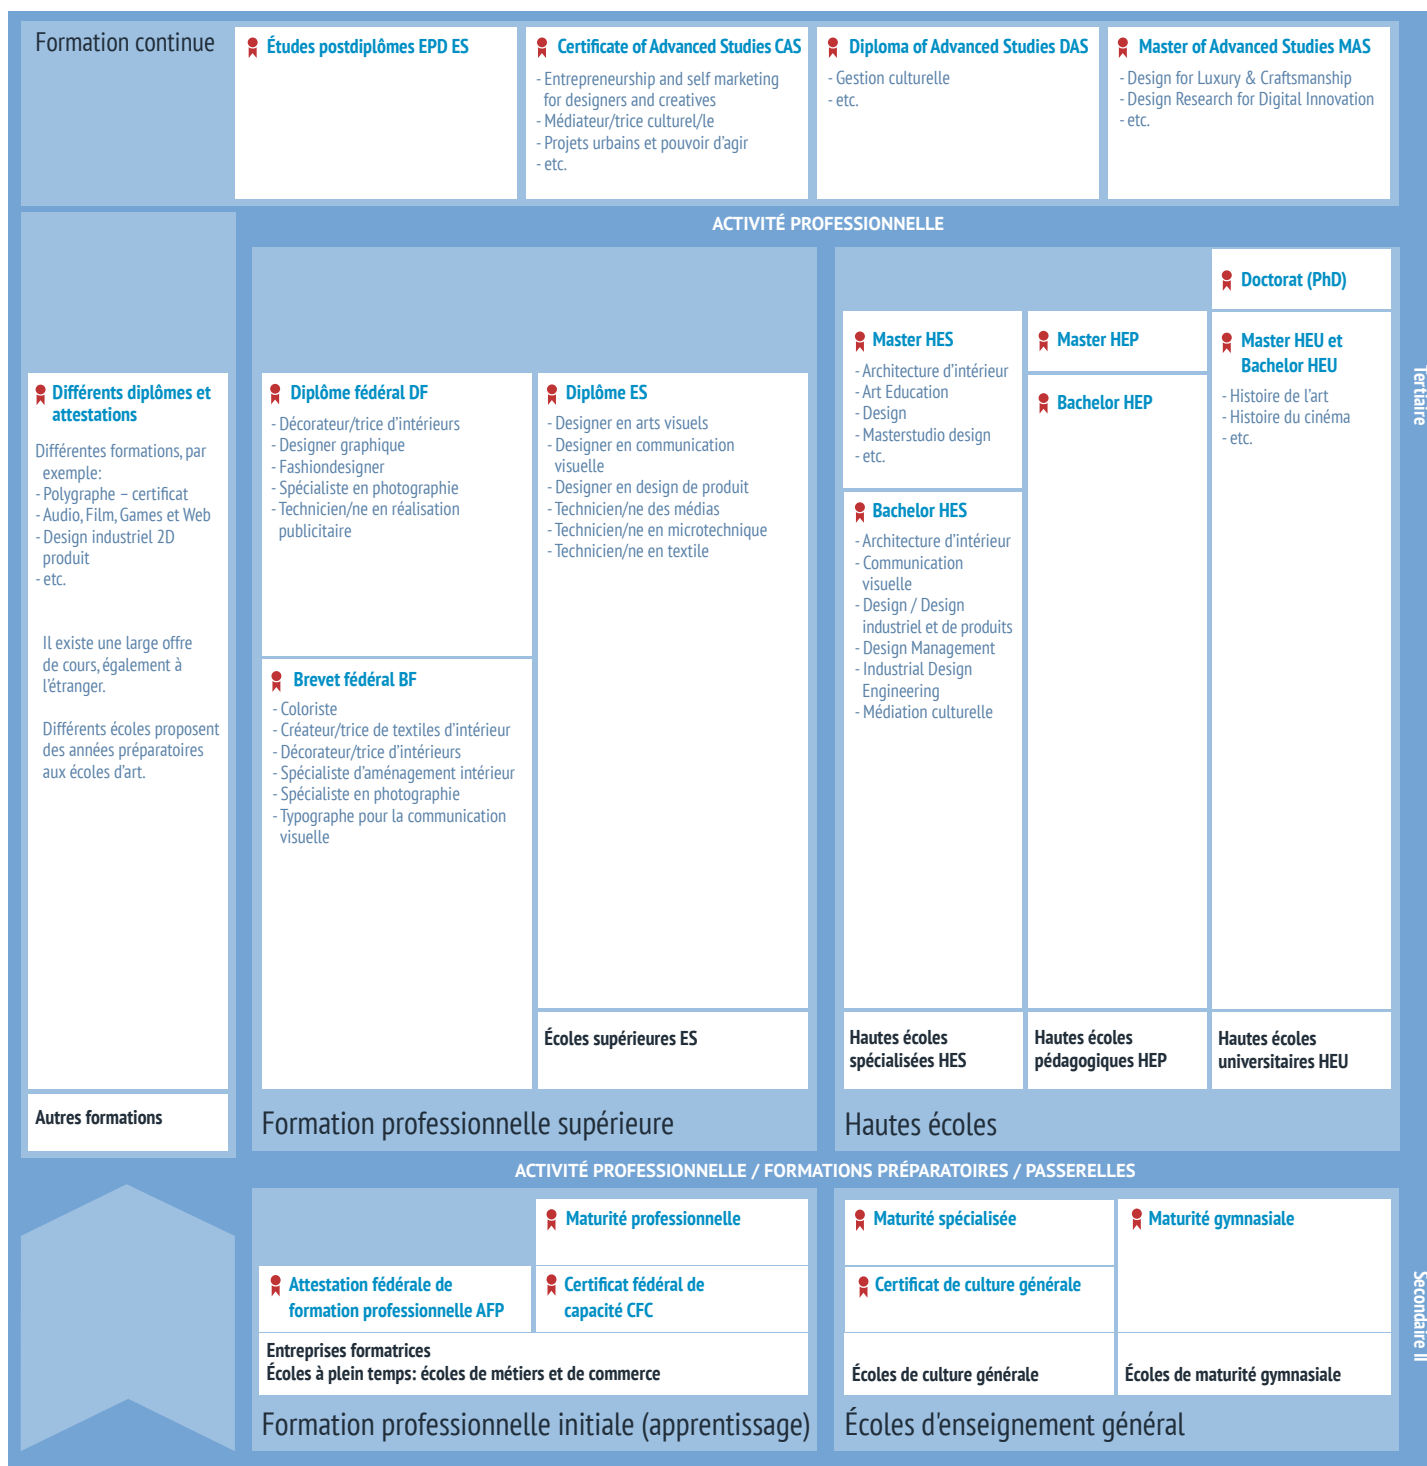 Formation continue
Études postdiplômes EPD ES
Certificate of Advanced Studies CAS
- Entrepreneurship and self marketing
for designers and creatives
- Médiateur/trice culturel/le
- Projets urbains et pouvoir d'agir
- etc.
Diploma of Advanced Studies DAS
- Gestion culturelle
- etc.
Master of Advanced Studies MAS
- Design for Luxury & Craftsmanship
- Design Research for Digital Innovation
- etc.
ACTIVITÉ PROFESSIONNELLE
Tertiaire
Différents diplômes et
attestations
Différentes formations, par
exemple:
- Polygraphe – certificat
- Audio, Film, Games et Web
- Design industriel 2D
produit
- etc.
Il existe une large offre
de cours, également à
l'étranger.
Différents écoles proposent
des années préparatoires
aux écoles d'art.
Autres formations
Diplôme fédéral DF
- Décorateur/trice d'intérieurs
- Designer graphique
- Fashiondesigner
- Spécialiste en photographie
- Technicien/ne en réalisation
publicitaire
Brevet fédéral BF
- Coloriste
- Créateur/trice de textiles d'intérieur
- Décorateur/trice d'intérieurs
- Spécialiste d'aménagement intérieur
- Spécialiste en photographie
- Typographe pour la communication
visuelle
Diplôme ES
- Designer en arts visuels
- Designer en communication
visuelle
- Designer en design de produit
- Technicien/ne des médias
- Technicien/ne en microtechnique
- Technicien/ne en textile
Écoles supérieures ES
Formation professionnelle supérieure
Master HES
- Architecture d'intérieur
- Art Education
- Design
- Masterstudio design
- etc.
Bachelor HES
- Architecture d'intérieur
- Communication
visuelle
- Design / Design
industriel et de produits
- Design Management
- Industrial Design
Engineering
- Médiation culturelle
Hautes écoles
spécialisées HES
Master HEP
Bachelor HEP
Hautes écoles
pédagogiques HEP
Doctorat (PhD)
Master HEU et
Bachelor HEU
- Histoire de l'art
- Histoire du cinéma
- etc.
Hautes écoles
universitaires HEU
Hautes écoles
ACTIVITÉ PROFESSIONNELLE / FORMATIONS PRÉPARATOIRES / PASSERELLES
Secondaire II
Maturité professionnelle
Attestation fédérale de
formation professionnelle AFP
Certificat fédéral de
capacité CFC
Entreprises formatrices
Écoles à plein temps: écoles de métiers et de commerce
Formation professionnelle initiale (apprentissage)
Maturité spécialisée
Certificat de culture générale
Écoles de culture générale
Maturité gymnasiale
Écoles de maturité gymnasiale
Écoles d'enseignement général